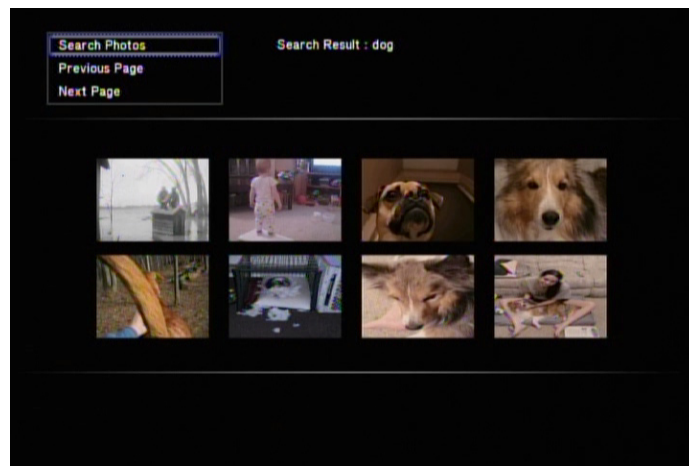 Search Photos
Search Result : dog
Previous Page
Next Page